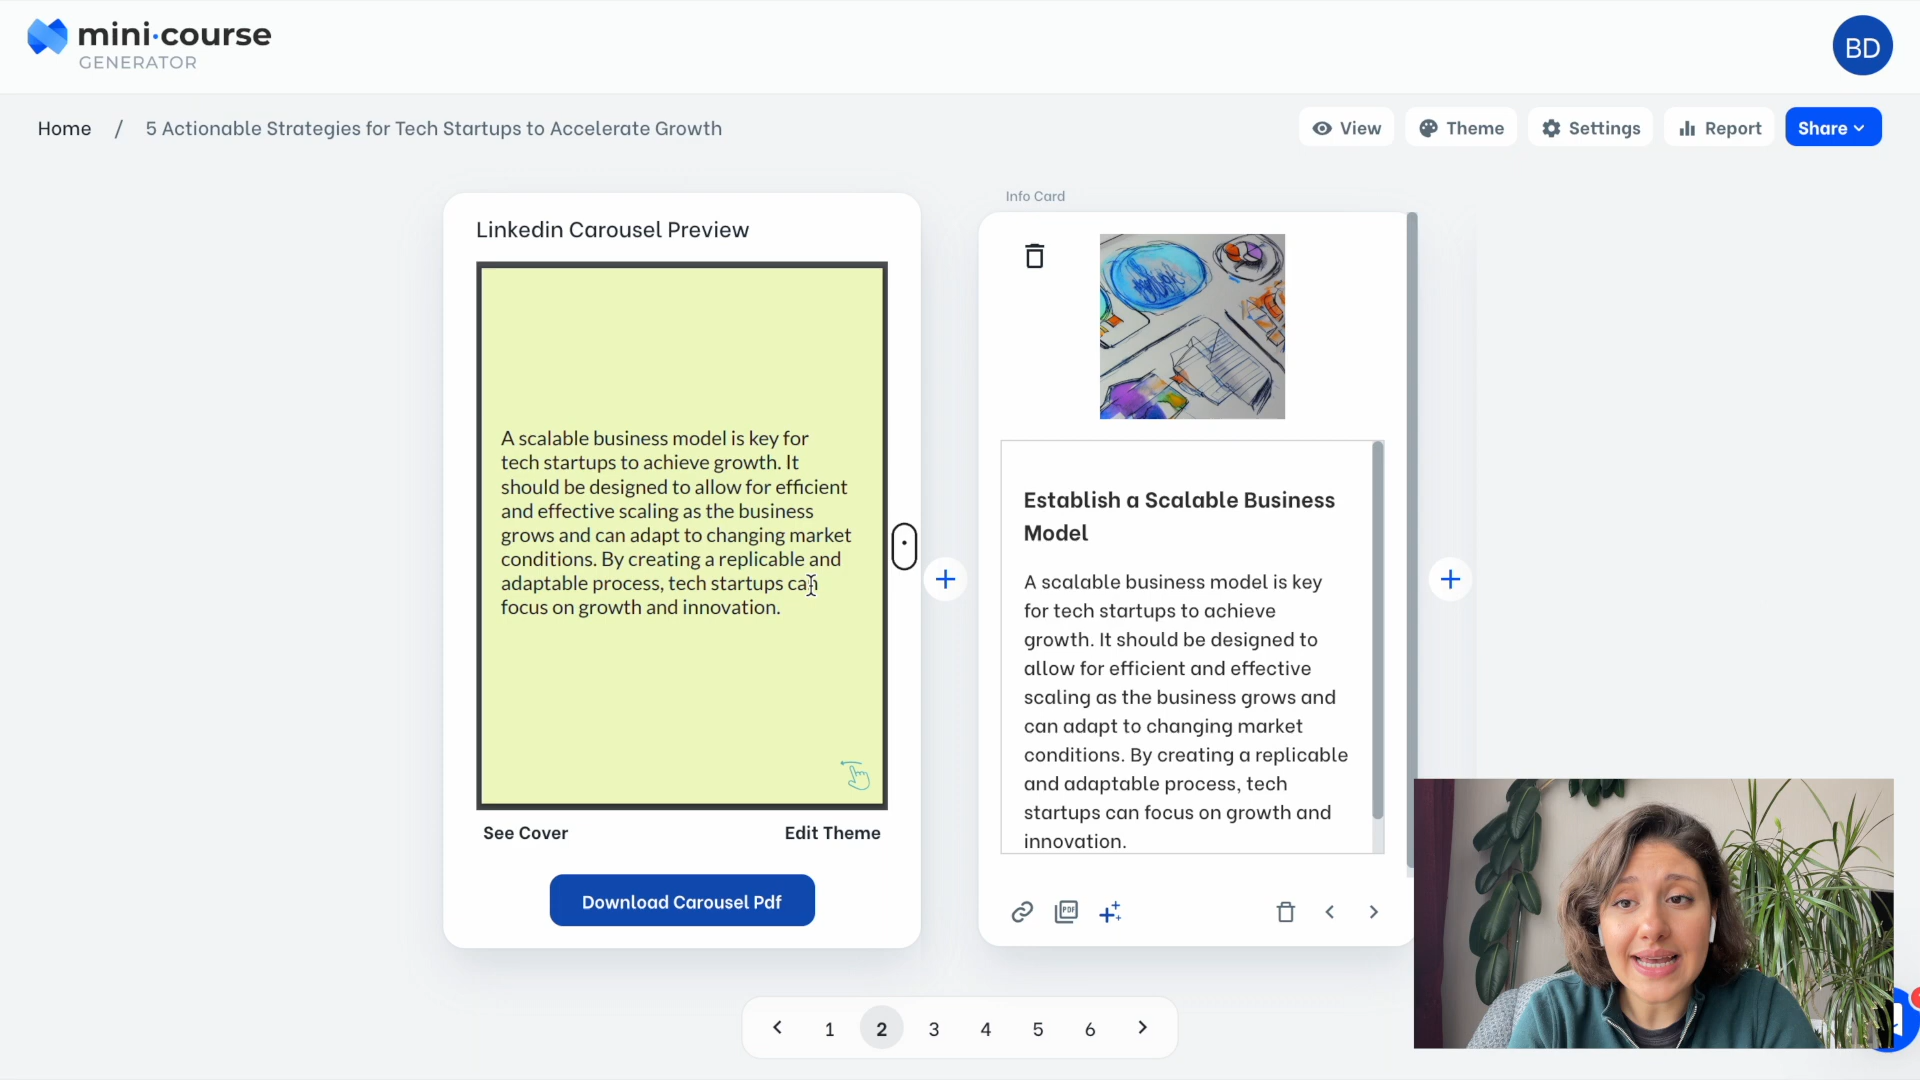 mini·course
GENERATOR
BD
Home / 5 Actionable Strategies for Tech Startups to Accelerate Growth
View
Theme
Settings
Report
Share
Linkedin Carousel Preview
A scalable business model is key for
tech startups to achieve growth. It
should be designed to allow for efficient
and effective scaling as the business
grows and can adapt to changing market
conditions. By creating a replicable and
adaptable process, tech startups can
focus on growth and innovation.
See Cover
Edit Theme
Download Carousel Pdf
Info Card
Establish a Scalable Business
Model
A scalable business model is key
for tech startups to achieve
growth. It should be designed to
allow for efficient and effective
scaling as the business grows and
can adapt to changing market
conditions. By creating a replicable
and adaptable process, tech
startups can focus on growth and
innovation.
PDF
1 2 3 4 5 6